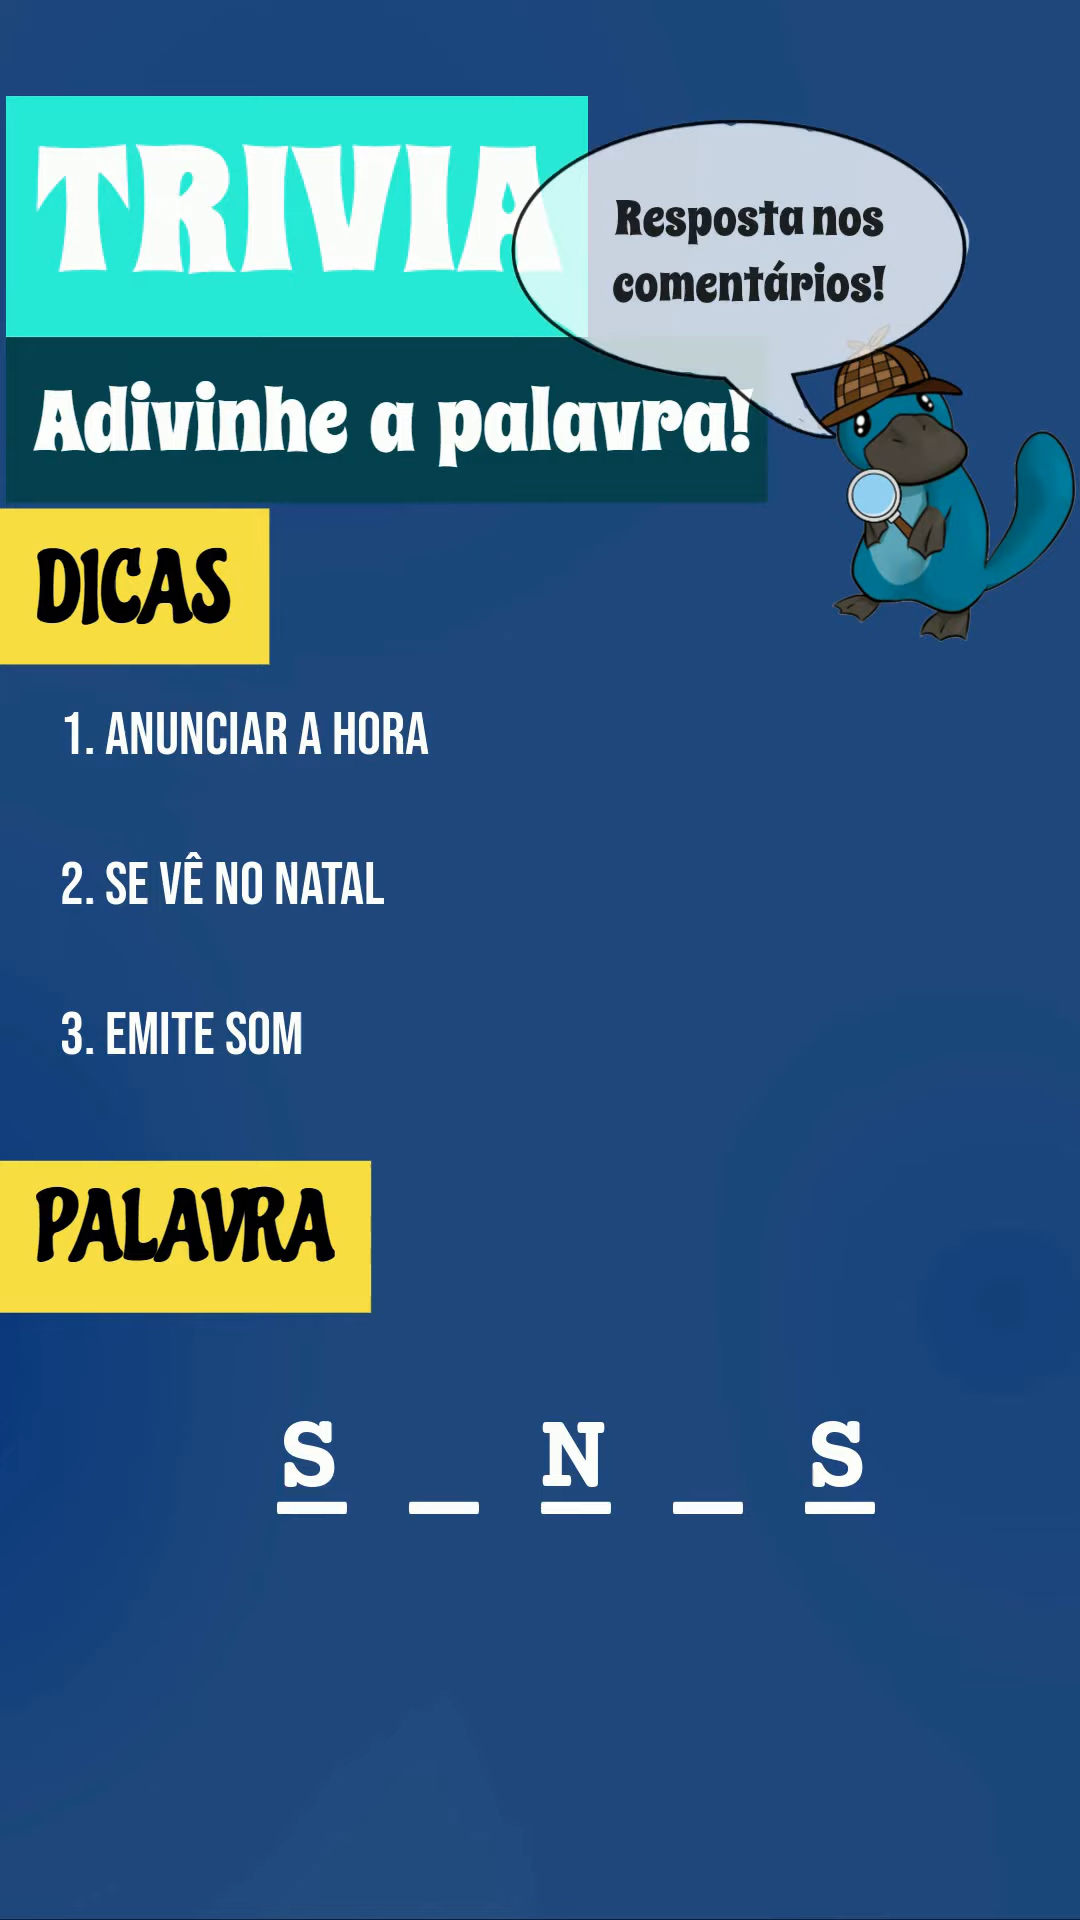 TRIVIA
Resposta nos
comentários!
Adivinhe a palavra!
DICAS
1. ANUNCIAR A HORA
2. SE VÊ NO NATAL
3. EMITE SOM
PALAVRA
S _ N _ S